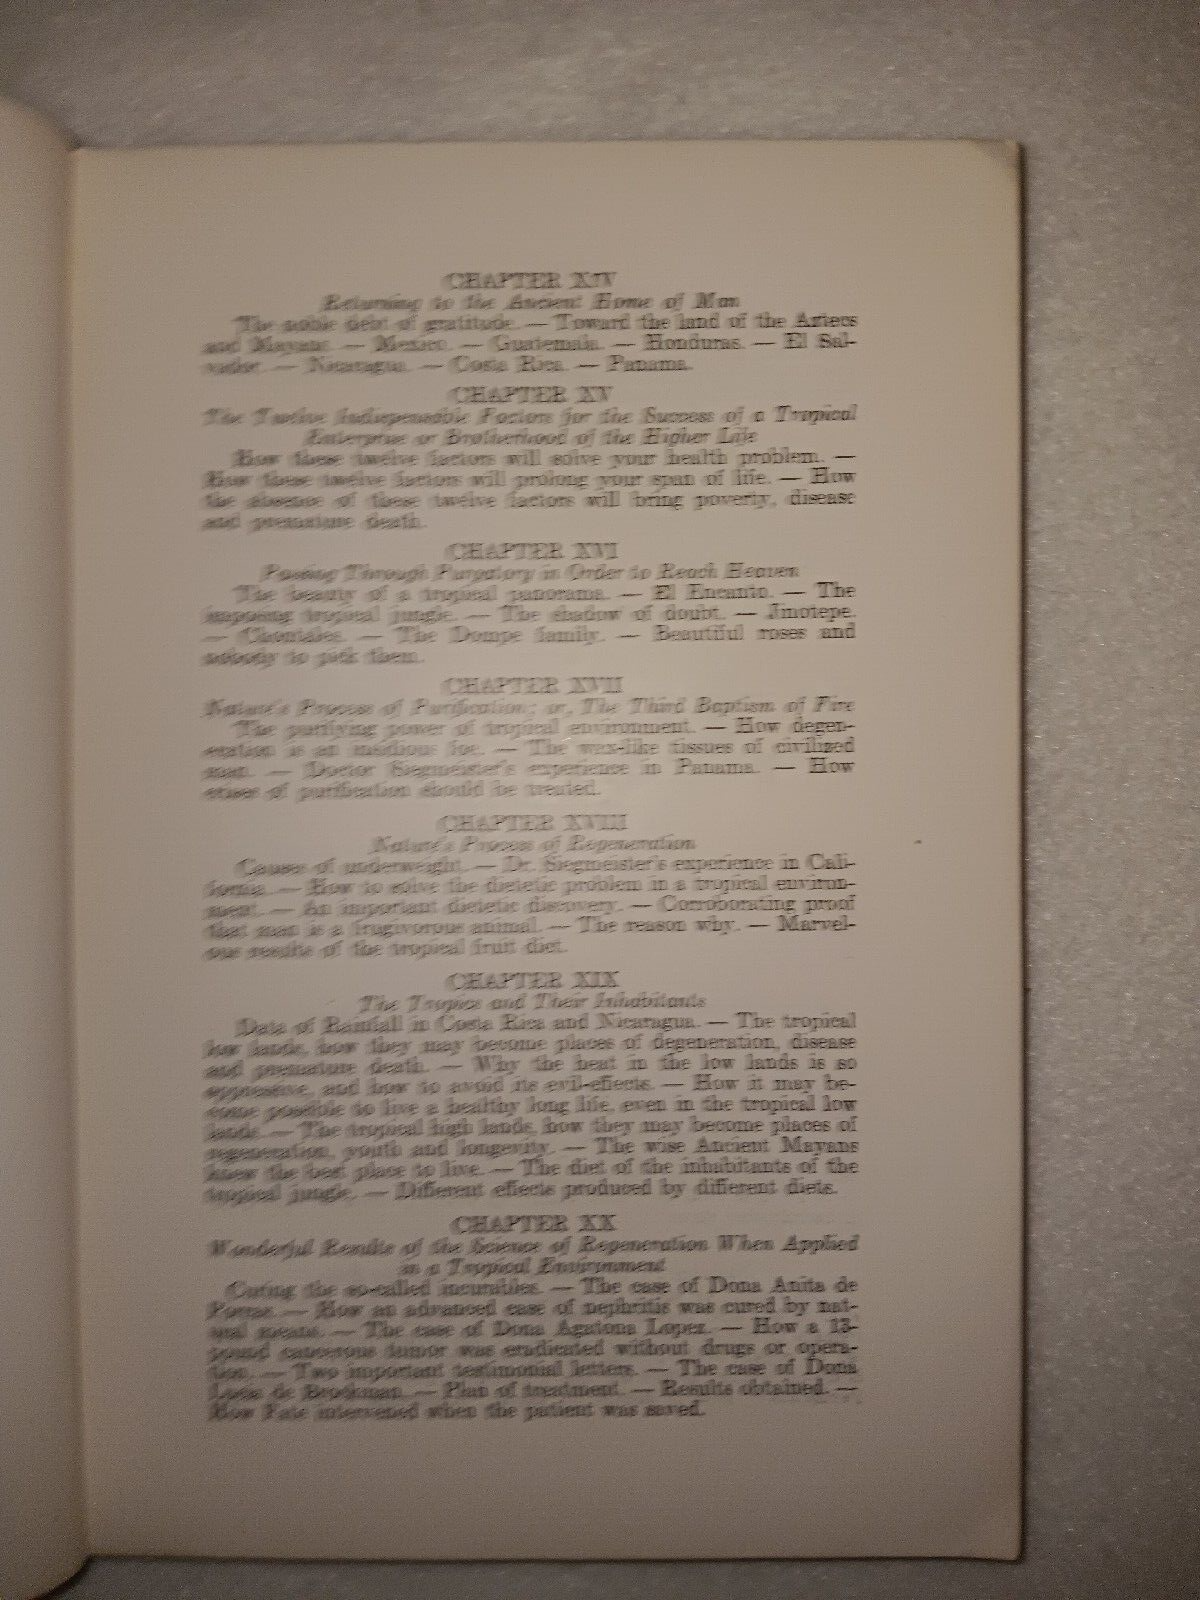 CHAPTER XIV
Returning to the Ancient Home of Man
The noble debt of gratitude. — Toward the land of the Aztecs
and Mayans. — Mexico. — Guatemala. — Honduras. — El Sal-
vador. — Nicaragua. — Costa Rica. — Panama.
CHAPTER XV
The Twelve Indispensable Factors for the Success of a Tropical
Enterprise or Brotherhood of the Higher Life
How these twelve factors will solve your health problem. —
How these twelve factors will prolong your span of life. — How
the absence of these twelve factors will bring poverty, disease
and premature death.
CHAPTER XVI
Passing Through Purgatory in Order to Reach Heaven
The beauty of a tropical panorama. — El Encanto. — The
imposing tropical jungle. — The shadow of doubt. — Jinotepe.
— Chontales. — The Dompe family. — Beautiful roses and
nobody to pick them.
CHAPTER XVII
Nature's Process of Purification; or, The Third Baptism of Fire
The purifying power of tropical environment. — How degen-
eration is an insidious foe. — The wax-like tissues of civilized
man. — Doctor Siegmeister's experience in Panama. — How
crises of purification should be treated.
CHAPTER XVIII
Nature's Process of Regeneration
Causes of underweight. — Dr. Siegmeister's experience in Cali-
fornia. — How to solve the dietetic problem in a tropical environ-
ment. — An important dietetic discovery. — Corroborating proof
that man is a frugivorous animal. — The reason why. — Marvel-
ous results of the tropical fruit diet.
CHAPTER XIX
The Tropics and Their Inhabitants
Data of Rainfall in Costa Rica and Nicaragua. — The tropical
low lands, how they may become places of degeneration, disease
and premature death. — Why the heat in the low lands is so
oppressive, and how to avoid its evil-effects. — How it may be-
come possible to live a healthy long life, even in the tropical low
lands. — The tropical high lands, how they may become places of
regeneration, youth and longevity. — The wise Ancient Mayans
knew the best place to live. — The diet of the inhabitants of the
tropical jungle. — Different effects produced by different diets.
CHAPTER XX
Wonderful Results of the Science of Regeneration When Applied
in a Tropical Environment
Curing the so-called incurables. — The case of Dona Anita de
Porras. — How an advanced case of nephritis was cured by nat-
ural means. — The case of Dona Agatona Lopez. — How a 13-
pound cancerous tumor was eradicated without drugs or opera-
tion. — Two important testimonial letters. — The case of Dona
de Brockman. — Plan of treatment. — Results obtained. —
How Fate intervened when the patient was saved.